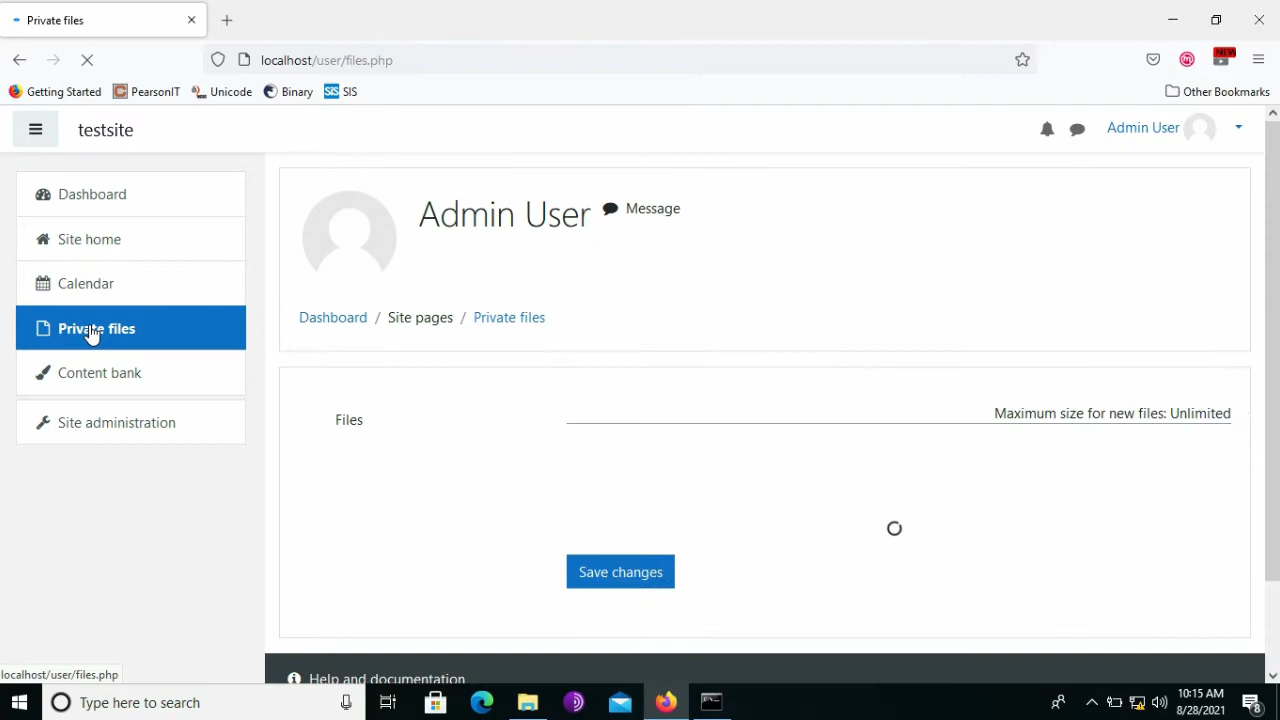 Private files
localhost/user/files.php
NEW
Getting Started PearsonIT Unicode Binary SIS SIS Other Bookmarks
testsite
Admin User
Dashboard
Site home
Calendar
Private files
Content bank
Site administration
Admin User Message
Dashboard / Site pages / Private files
Files
Maximum size for new files: Unlimited
Save changes
localhost/user/files.php
Help and documentation
Type here to search
10:15 AM
8/28/2021
8